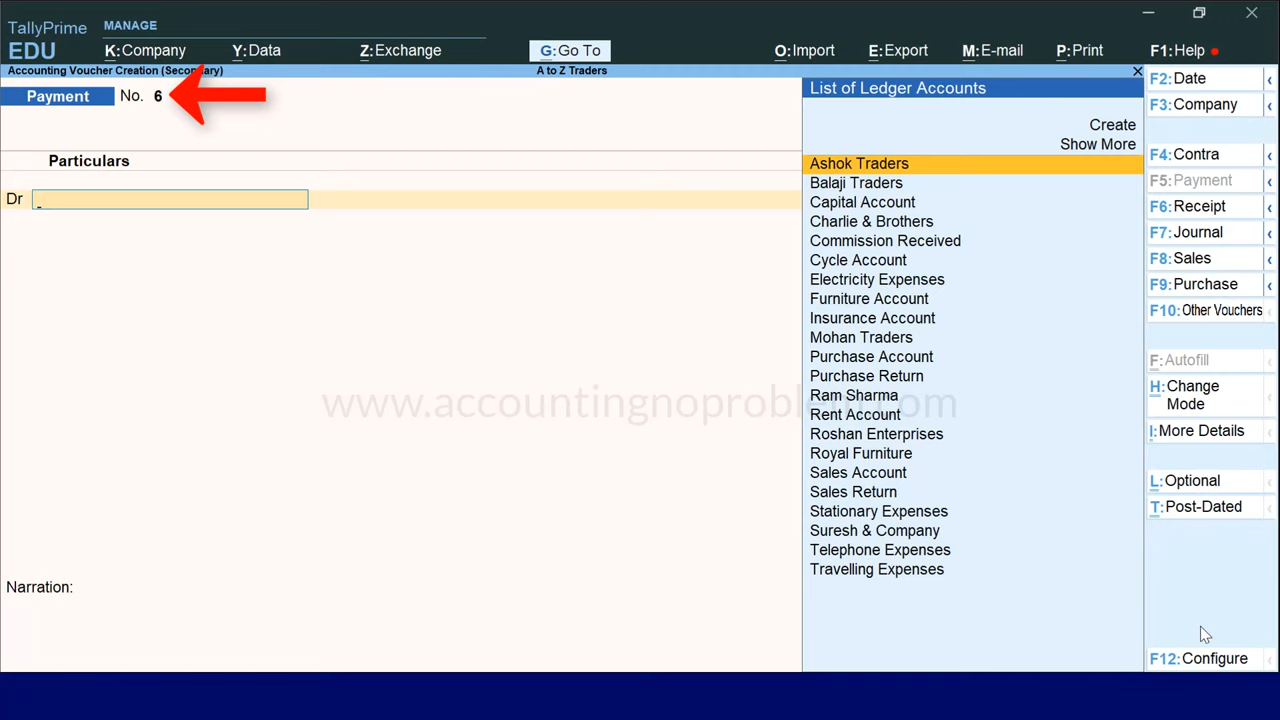 TallyPrime
MANAGE
EDU
K:Company
Y:Data
Z:Exchange
G:Go To
O:Import
E:Export
M:E-mail
P:Print
F1:Help
Accounting Voucher Creation (Secondary)
A to Z Traders
Payment No. 6
Particulars
Dr
Narration:
List of Ledger Accounts
Create
Show More
Ashok Traders
Balaji Traders
Capital Account
Charlie & Brothers
Commission Received
Cycle Account
Electricity Expenses
Furniture Account
Insurance Account
Mohan Traders
Purchase Account
Purchase Return
Ram Sharma
Rent Account
Roshan Enterprises
Royal Furniture
Sales Account
Sales Return
Stationary Expenses
Suresh & Company
Telephone Expenses
Travelling Expenses
F2:Date
F3:Company
F4:Contra
F5:Payment
F6:Receipt
F7:Journal
F8:Sales
F9:Purchase
F10:Other Vouchers
F:Autofill
H:Change
Mode
I:More Details
L:Optional
T:Post-Dated
F12:Configure
www.accountingnoproblem.com